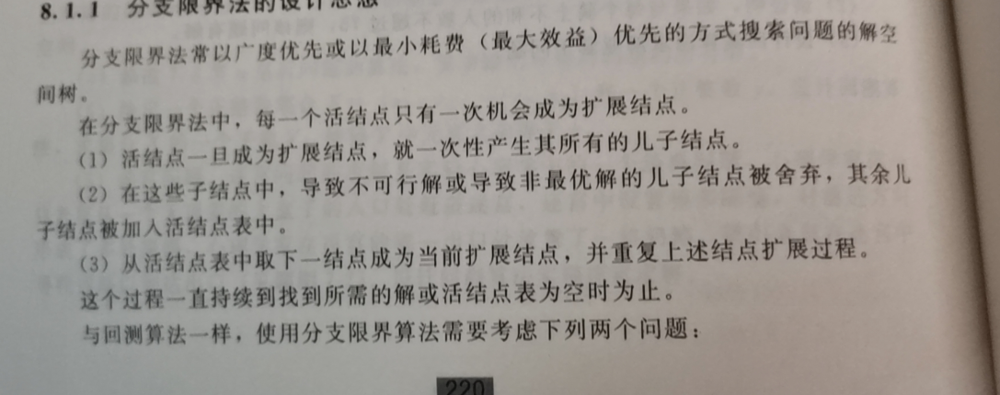 8.1.1 分支限界法的设计思想
分支限界法常以广度优先或以最小耗费（最大效益）优先的方式搜索问题的解空
间树。
在分支限界法中，每一个活结点只有一次机会成为扩展结点。
（1）活结点一旦成为扩展结点，就一次性产生其所有的儿子结点。
（2）在这些子结点中，导致不可行解或导致非最优解的儿子结点被舍弃，其余儿
子结点被加入活结点表中。
（3）从活结点表中取下一结点成为当前扩展结点，并重复上述结点扩展过程。
这个过程一直持续到找到所需的解或活结点表为空时为止。
与回测算法一样，使用分支限界算法需要考虑下列两个问题：
220